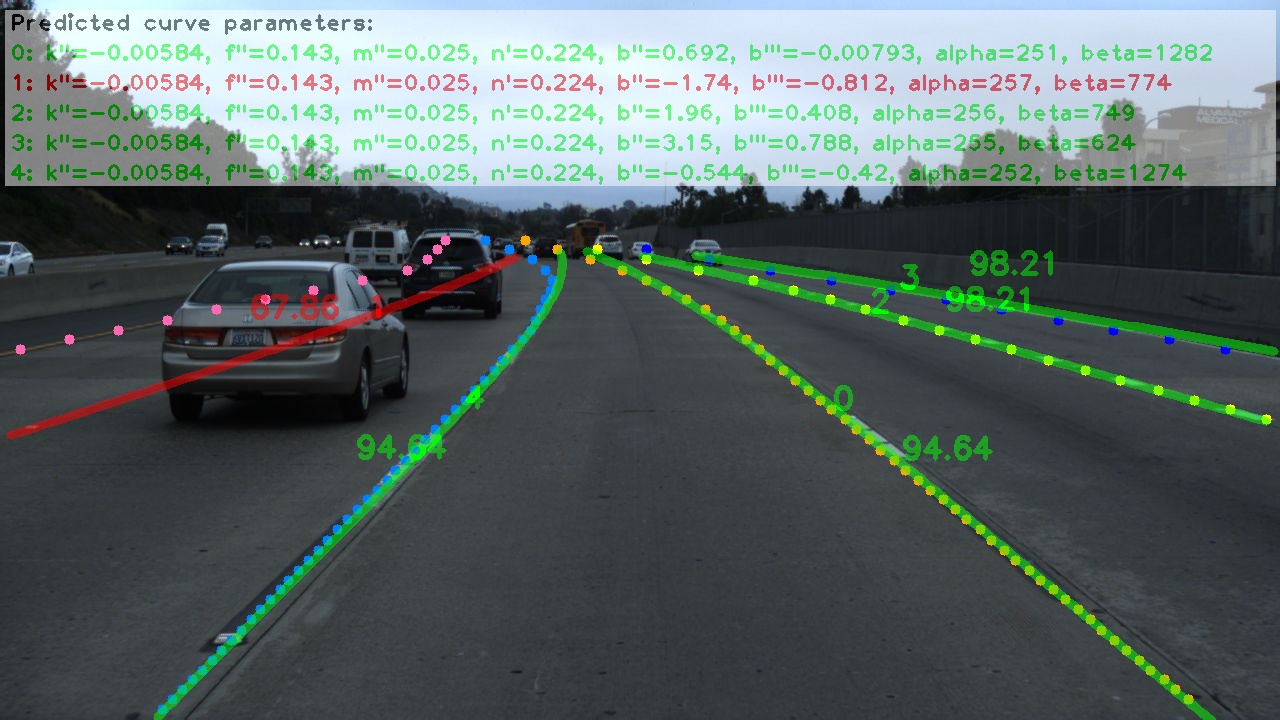 Predicted curve parameters:
0: k''=-0.00584, f''=0.143, m''=0.025, n'=0.224, b''=0.692, b'''=-0.00793, alpha=251, beta=1282
1: k''=-0.00584, f''=0.143, m''=0.025, n'=0.224, b''=-1.74, b'''=-0.812, alpha=257, beta=774
2: k''=-0.00584, f''=0.143, m''=0.025, n'=0.224, b''=1.96, b'''=0.408, alpha=256, beta=749
3: k''=-0.00584, f''=0.143, m''=0.025, n'=0.224, b''=3.15, b'''=0.788, alpha=255, beta=624
4: k''=-0.00584, f''=0.143, m''=0.025, n'=0.224, b''=-0.544, b'''=-0.42, alpha=252, beta=1274
3 98.21
67.86 1
2 98.21
4 0
94.64 94.64